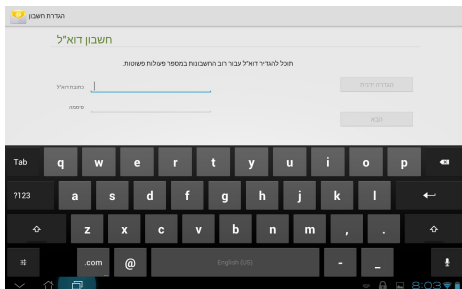 הגדרת חשבון
חשבון דוא"ל
תוכל להגדיר דוא"ל עבור רוב החשבונות במספר פעולות פשוטות.
כתובת דוא"ל
סיסמה
הגדרה ידנית
הבא
Tab q w e r t y u i o p
?123 a s d f g h j k l
z x c v b n m , .
.com @ English (US) - _
8:03